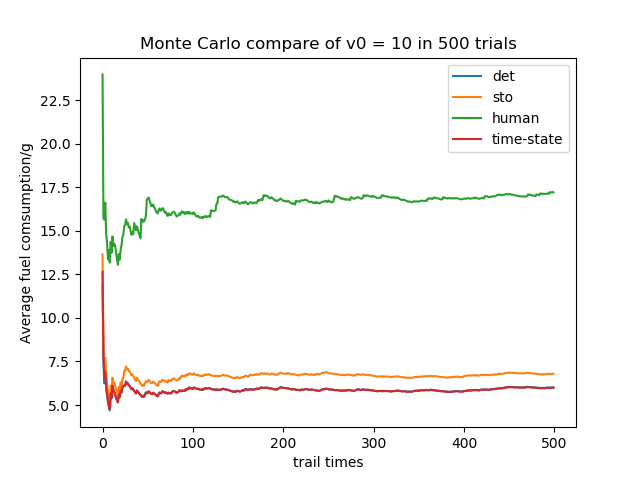 Monte Carlo compare of v0 = 10 in 500 trials
det
sto
human
time-state
Average fuel comsumption/g
22.5
20.0
17.5
15.0
12.5
10.0
7.5
5.0
0
100
200
300
400
500
trail times